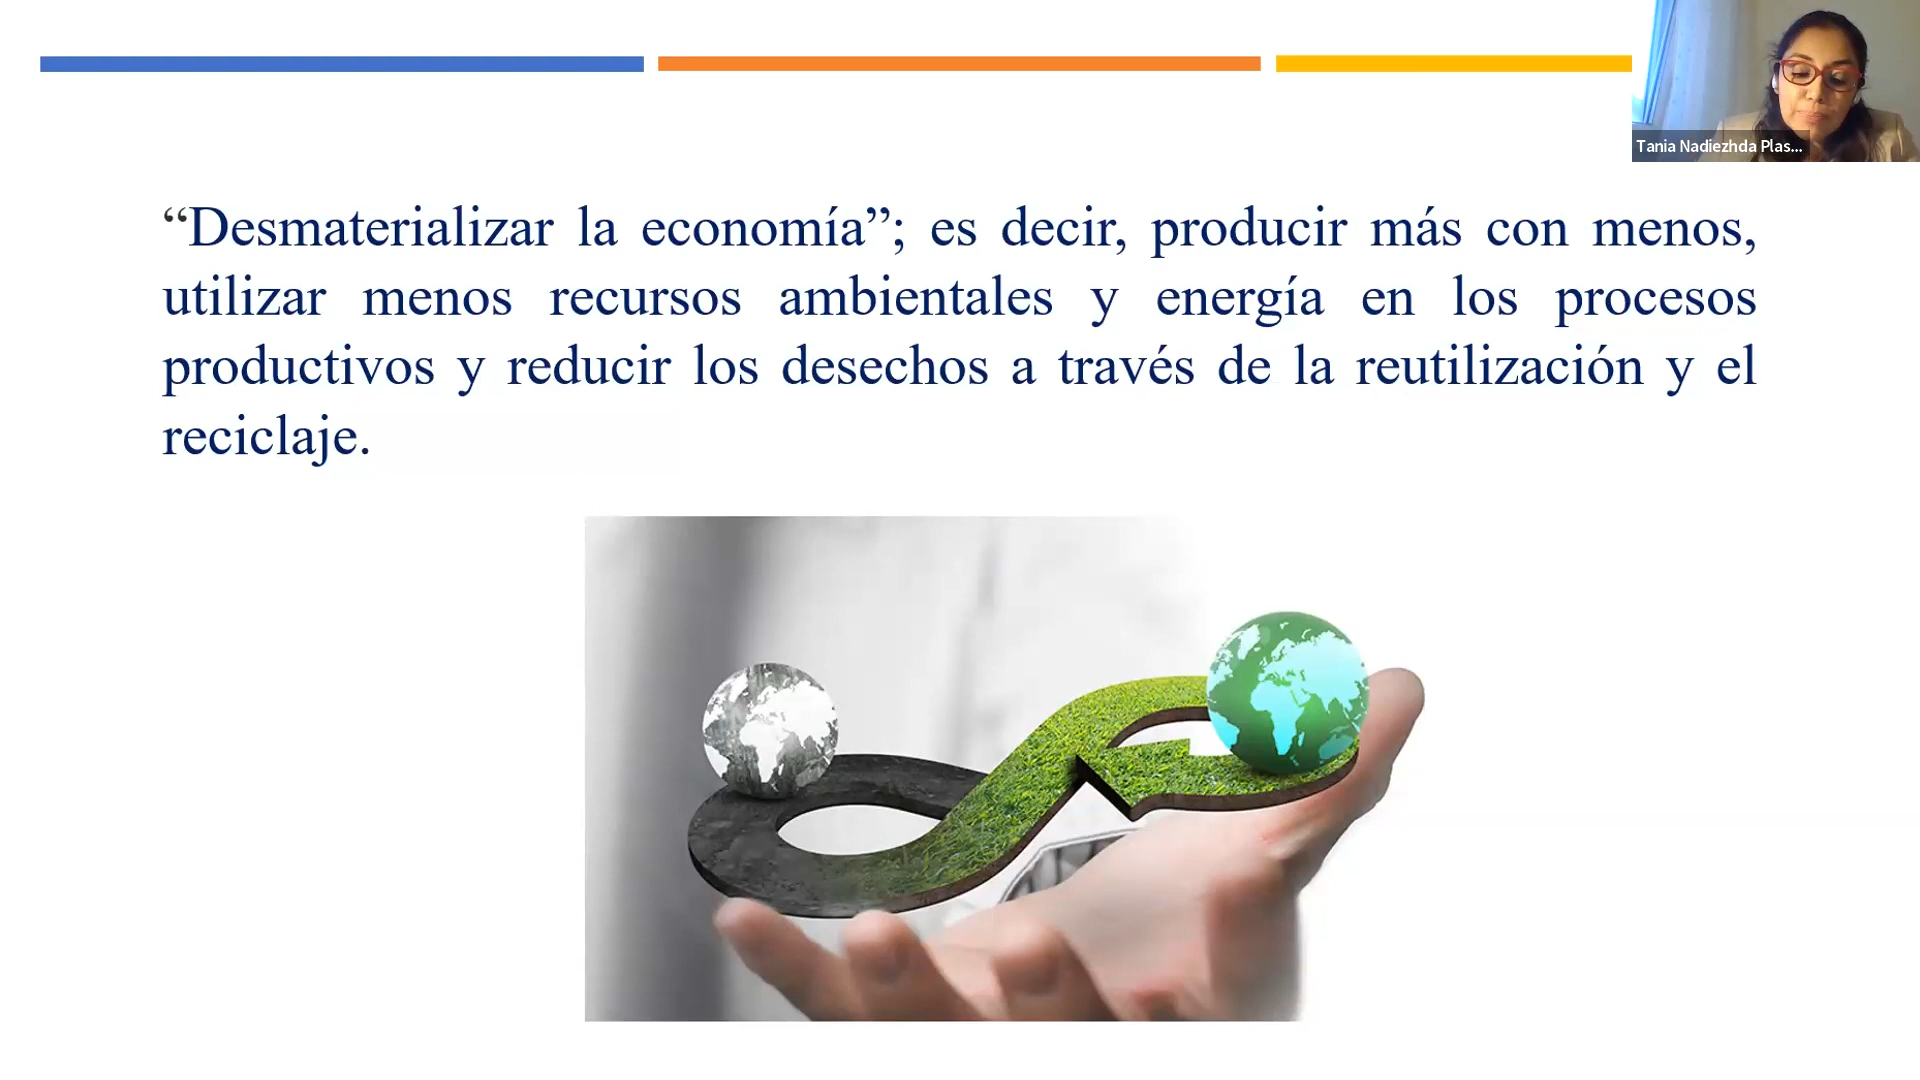 Tania Nadiezhda Plas...
“Desmaterializar la economía”; es decir, producir más con menos,
utilizar menos recursos ambientales y energía en los procesos
productivos y reducir los desechos a través de la reutilización y el
reciclaje.